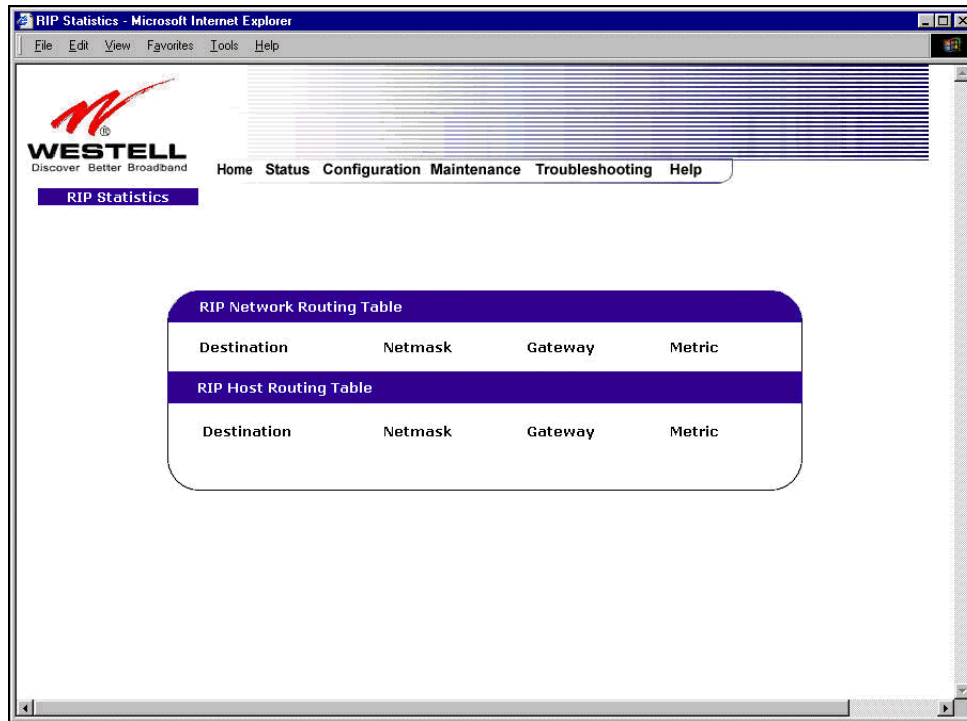 RIP Statistics - Microsoft Internet Explorer
File Edit View Favorites Tools Help
®
WESTELL
Discover Better Broadband
Home Status Configuration Maintenance Troubleshooting Help
RIP Statistics
RIP Network Routing Table
Destination Netmask Gateway Metric
RIP Host Routing Table
Destination Netmask Gateway Metric